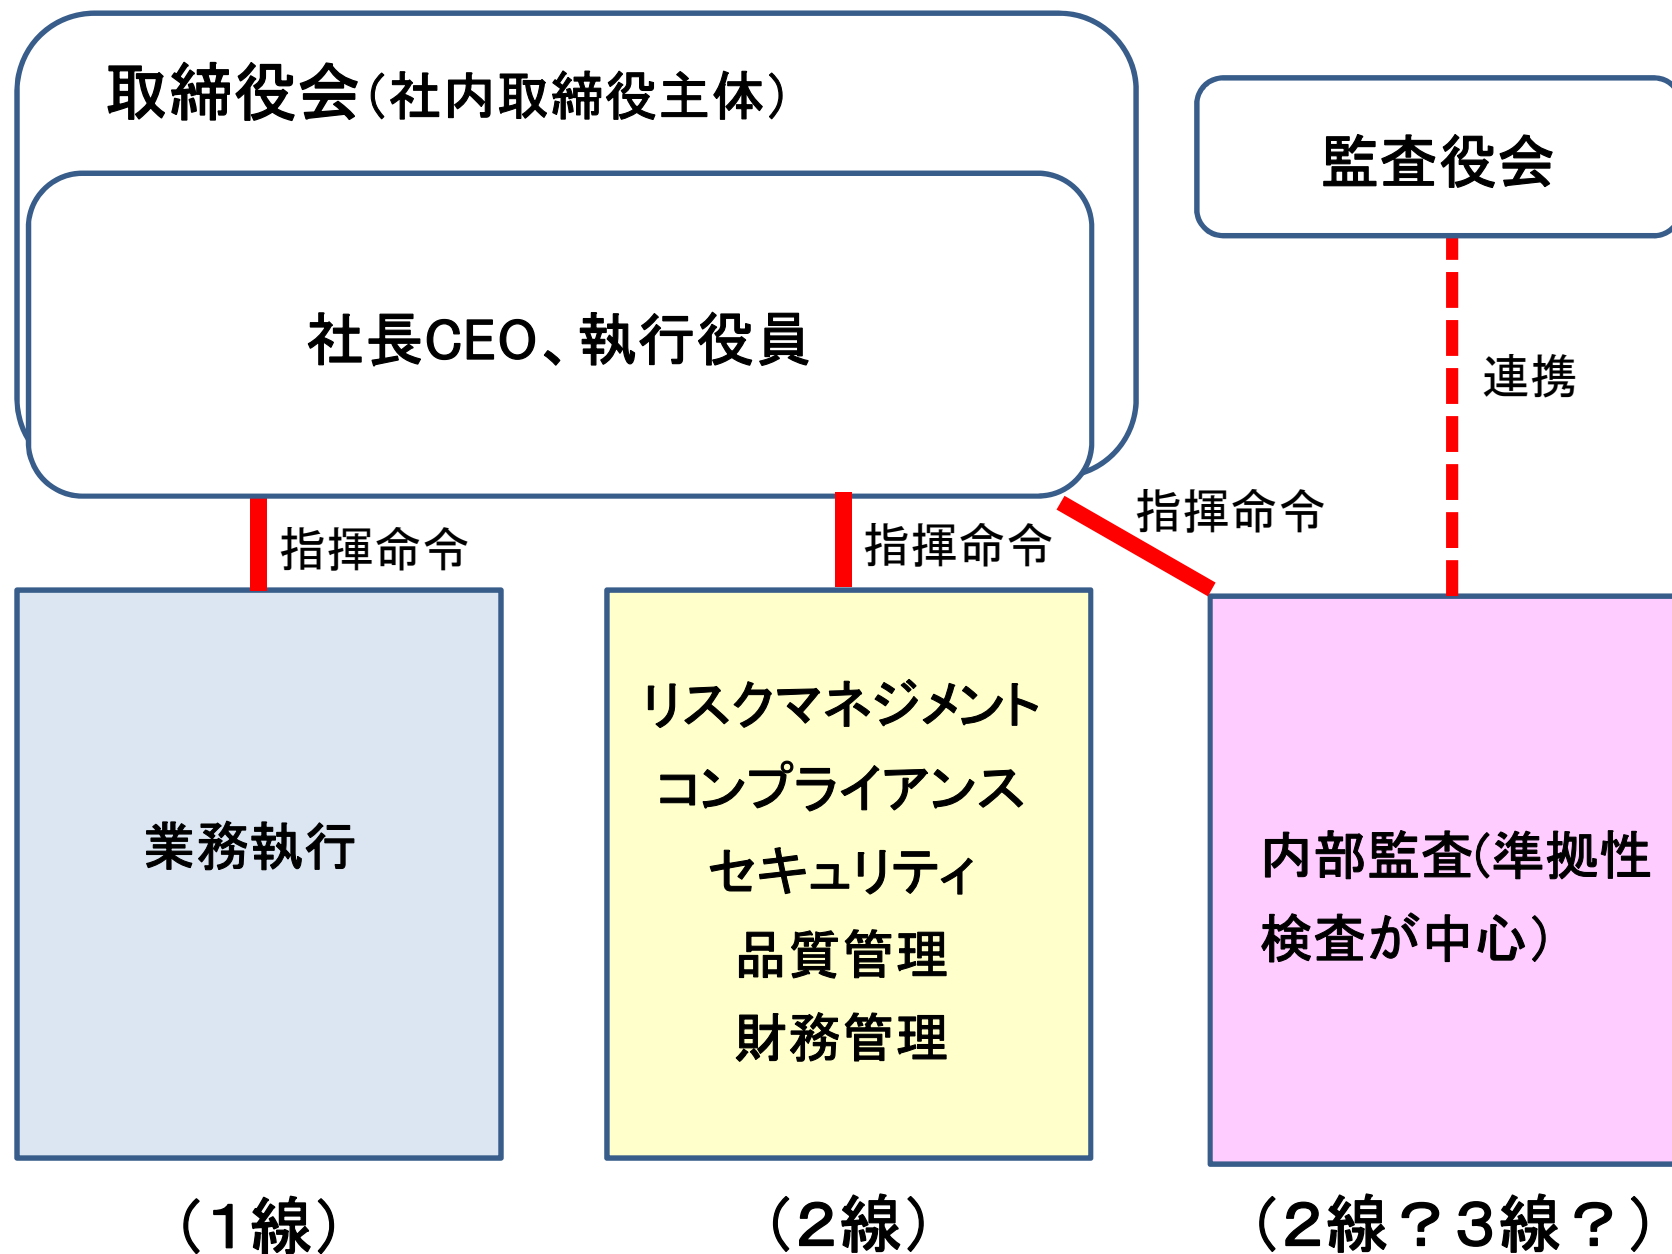 取締役会（社内取締役主体）
監査役会
社長CEO、執行役員
連携
指揮命令
指揮命令
指揮命令
業務執行
リスクマネジメント
コンプライアンス
セキュリティ
品質管理
財務管理
内部監査（準拠性
検査が中心）
（１線）
（２線）
（２線？３線？）